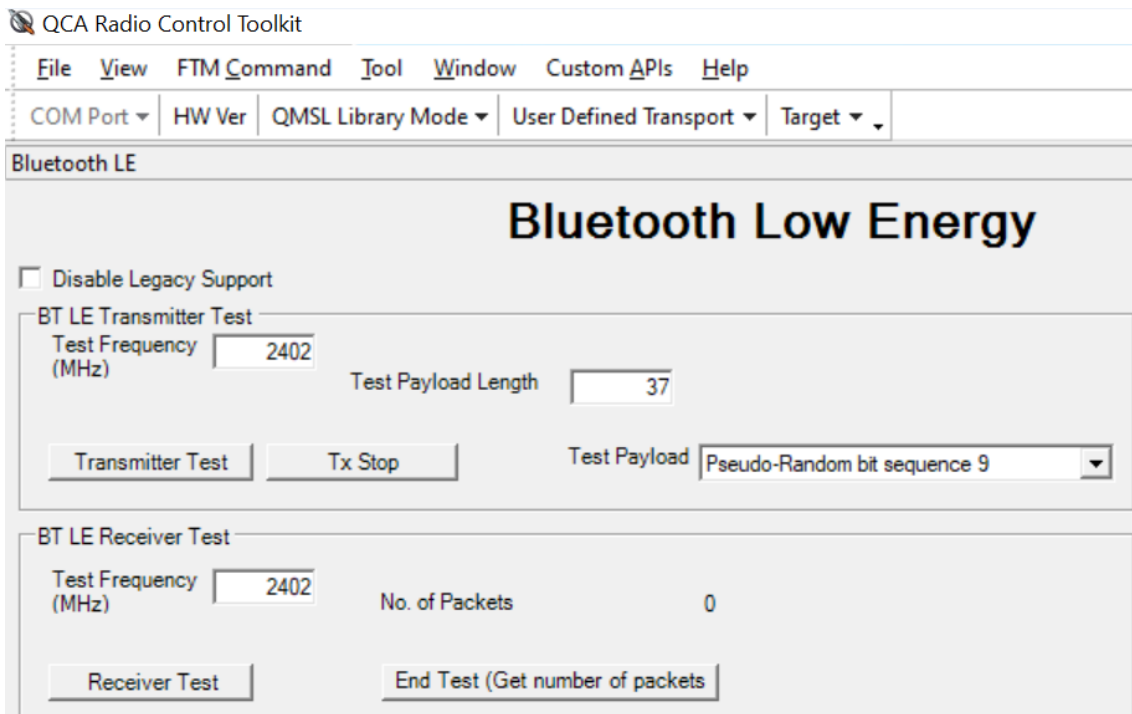 QCA Radio Control Toolkit
File View FTM Command Tool Window Custom APIs Help
COM Port HW Ver QMSL Library Mode User Defined Transport Target
Bluetooth LE
Bluetooth Low Energy
Disable Legacy Support
BT LE Transmitter Test
Test Frequency
(MHz)
2402
Test Payload Length
37
Transmitter Test
Tx Stop
Test Payload
Pseudo-Random bit sequence 9
BT LE Receiver Test
Test Frequency
(MHz)
2402
No. of Packets
0
Receiver Test
End Test (Get number of packets